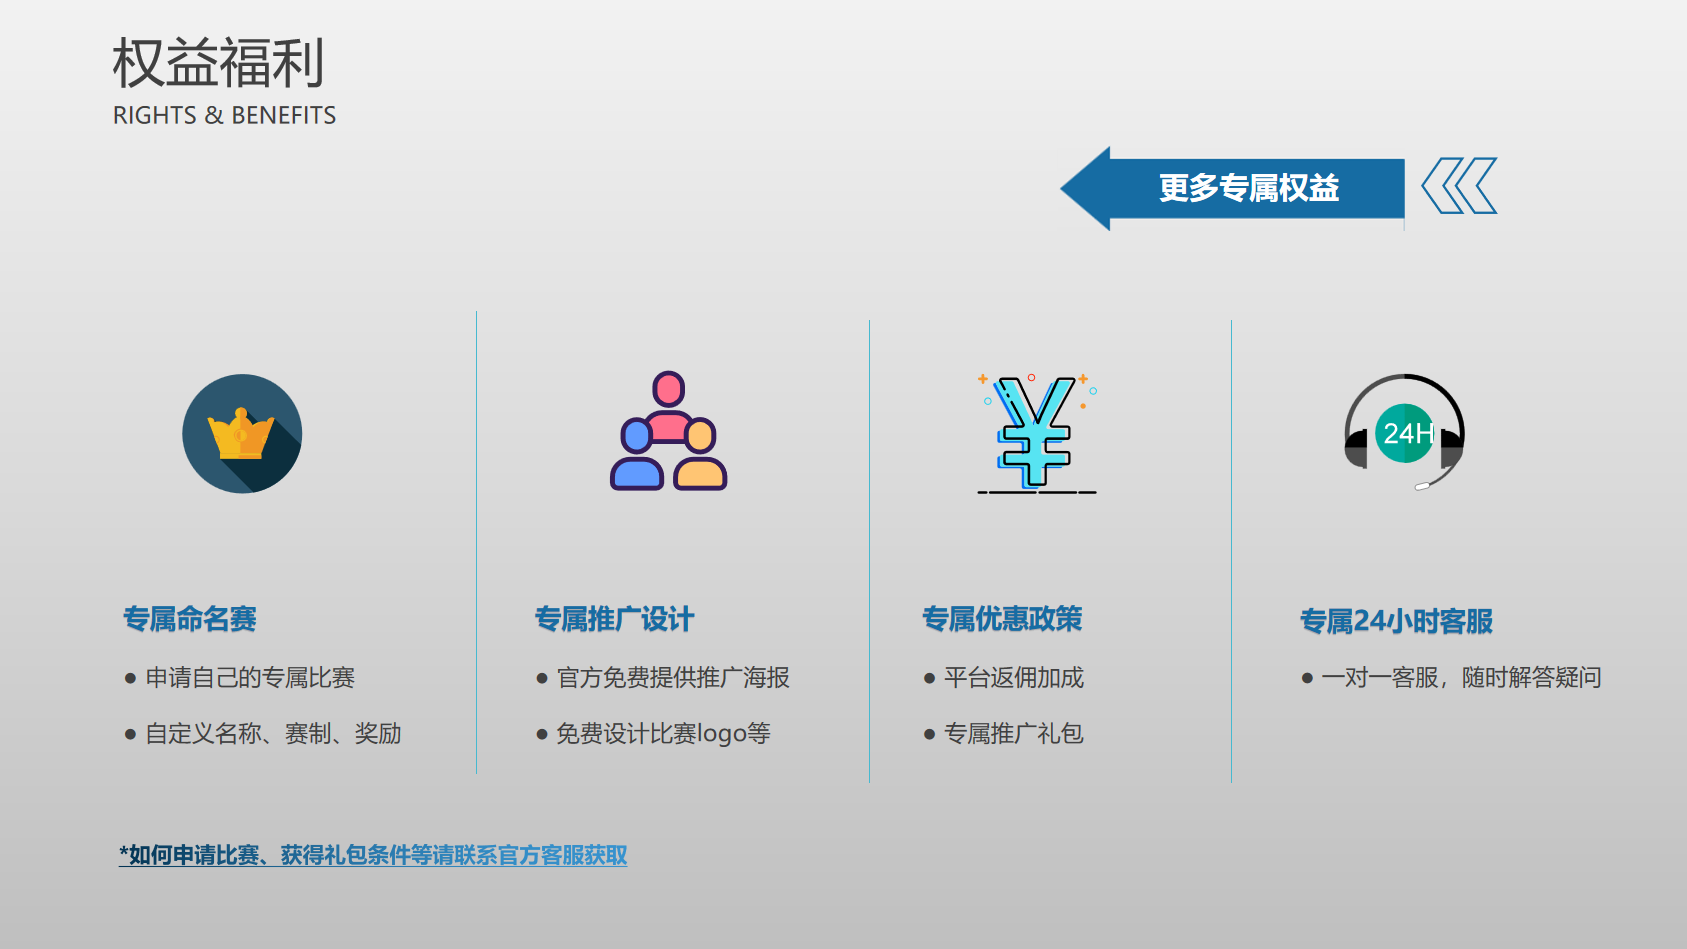 权益福利
RIGHTS & BENEFITS
更多专属权益
24H
专属命名赛
● 申请自己的专属比赛
● 自定义名称、赛制、奖励
专属推广设计
● 官方免费提供推广海报
● 免费设计比赛logo等
专属优惠政策
● 平台返佣加成
● 专属推广礼包
专属24小时客服
● 一对一客服，随时解答疑问
*如何申请比赛、获得礼包条件等请联系官方客服获取